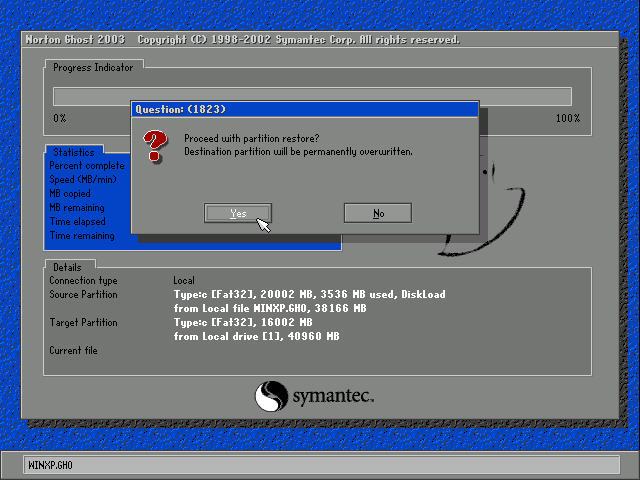 Norton Ghost 2003 Copyright (C) 1998-2002 Symantec Corp. All rights reserved.
Progress Indicator
0%
100%
Question: (1823)
Proceed with partition restore?
Destination partition will be permanently overwritten.
Yes
No
Statistics
Percent complete
Speed (MB/min)
MB copied
MB remaining
Time elapsed
Time remaining
Details
Connection type Local
Source Partition Type:c [Fat32], 20002 MB, 3536 MB used, DiskLoad
from Local file WINXP.GHO, 38166 MB
Target Partition Type:c [Fat32], 16002 MB
from Local drive [1], 40960 MB
Current file
symantec.
WINXP.GHO